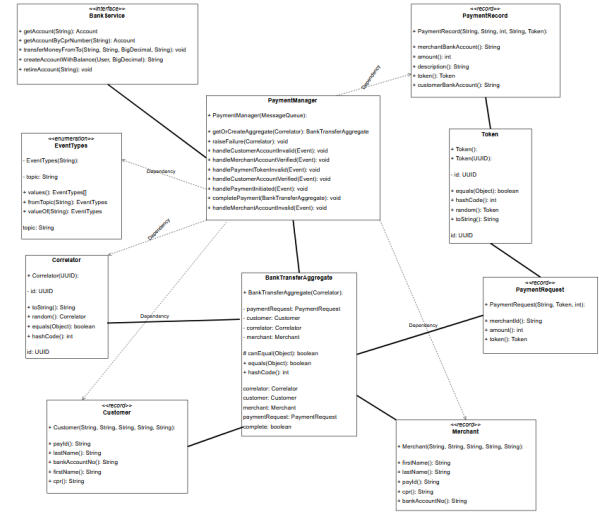 <<interface>>
BankService
+ getAccount(String): Account
+ getAccountByCprNumber(String): Account
+ transferMoneyFromTo(String, String, BigDecimal, String): void
+ createAccountWithBalance(User, BigDecimal): String
+ retireAccount(String): void
<<record>>
PaymentRecord
+ PaymentRecord(String, String, int, String, Token):
+ merchantBankAccount(): String
+ amount(): int
+ description(): String
+ token(): Token
+ customerBankAccount(): String
Dependency
PaymentManager
+ PaymentManager(MessageQueue):
+ getOrCreateAggregate(Correlator): BankTransferAggregate
+ raiseFailure(Correlator): void
+ handleCustomerAccountInvalid(Event): void
+ handleMerchantAccountVerified(Event): void
+ handlePaymentTokenInvalid(Event): void
+ handleCustomerAccountVerified(Event): void
+ handlePaymentInitiated(Event): void
+ completePayment(BankTransferAggregate): void
+ handleMerchantAccountInvalid(Event): void
<<enumeration>>
EventTypes
- EventTypes(String):
- topic: String
+ values(): EventTypes[]
+ fromTopic(String): EventTypes
+ valueOf(String): EventTypes
topic: String
Dependency
Token
+ Token():
+ Token(UUID):
- id: UUID
+ equals(Object): boolean
+ hashCode(): int
+ random(): Token
+ toString(): String
id: UUID
Dependency
Correlator
+ Correlator(UUID):
- id: UUID
+ toString(): String
+ random(): Correlator
+ equals(Object): boolean
+ hashCode(): int
id: UUID
Dependency
BankTransferAggregate
+ BankTransferAggregate(Correlator):
- paymentRequest: PaymentRequest
- customer: Customer
- correlator: Correlator
- merchant: Merchant
# canEqual(Object): boolean
+ equals(Object): boolean
+ hashCode(): int
correlator: Correlator
customer: Customer
merchant: Merchant
paymentRequest: PaymentRequest
complete: boolean
Dependency
<<record>>
PaymentRequest
+ PaymentRequest(String, Token, int):
+ merchantId(): String
+ amount(): int
+ token(): Token
<<record>>
Customer
+ Customer(String, String, String, String, String):
+ payId(): String
+ lastName(): String
+ bankAccountNo(): String
+ firstName(): String
+ cpr(): String
<<record>>
Merchant
+ Merchant(String, String, String, String, String):
+ firstName(): String
+ lastName(): String
+ payId(): String
+ cpr(): String
+ bankAccountNo(): String